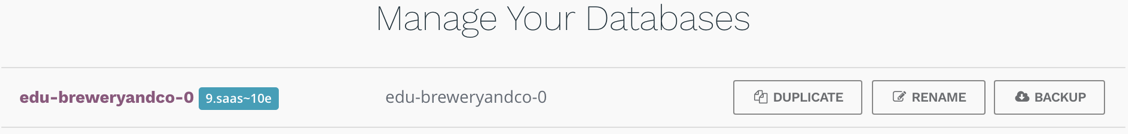 Manage Your Databases
edu-breweryandco-0 9.saas~10e edu-breweryandco-0 DUPLICATE RENAME BACKUP